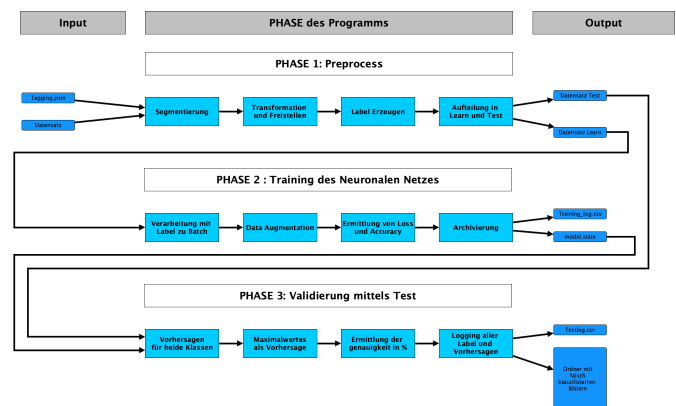 Input
PHASE des Programms
Output
PHASE 1: Preprocess
Tagging.json
Datensatz
Segmentierung
Transformation
und Freistellen
Label Erzeugen
Aufteilung in
Learn und Test
Datensatz Test
Datensatz Learn
PHASE 2 : Training des Neuronalen Netzes
Verarbeitung mit
Label zu Batch
Data Augmentation
Ermittlung von Loss
und Accuracy
Archivierung
Training_log.csv
model.state
PHASE 3: Validierung mittels Test
Vorhersagen
für beide Klassen
Maximalwertes
als Vorhersage
Ermittlung der
genauigkeit in %
Logging aller
Label und
Vorhersagen
Testlog.csv
Ordner mit
falsch
klassifizierten
Bildern